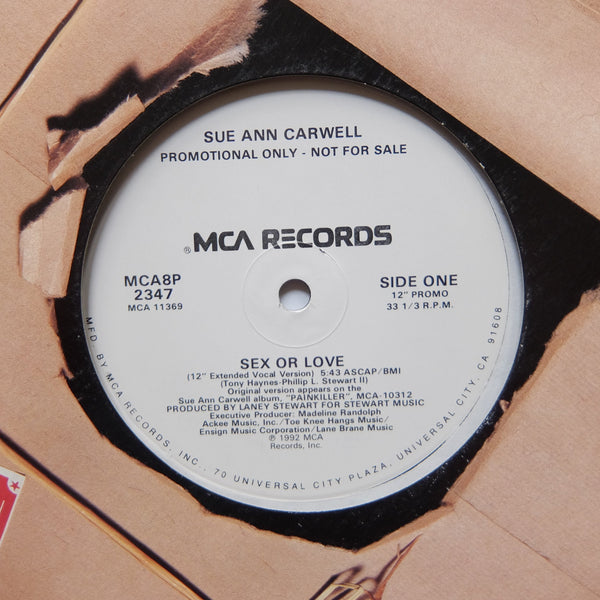 SUE ANN CARWELL
PROMOTIONAL ONLY - NOT FOR SALE
® MCA RECORDS
MCA8P
2347
MCA 11369
SIDE ONE
12" PROMO
33 1/3 R.P.M.
SEX OR LOVE
(12" Extended Vocal Version) 5:43 ASCAP/BMI
(Tony Haynes-Phillip L. Stewart II)
Original version appears on the
Sue Ann Carwell album, "PAINKILLER", MCA-10312
PRODUCED BY LANEY STEWART FOR STEWART MUSIC
Executive Producer: Madeline Randolph
Ackee Music, Inc./Toe Knee Hangs Music/
Ensign Music Corporation/Lane Brane Music
℗ 1992 MCA
Records, Inc.
MFD. BY MCA RECORDS, INC., 70 UNIVERSAL CITY PLAZA, UNIVERSAL CITY, CA. 91608